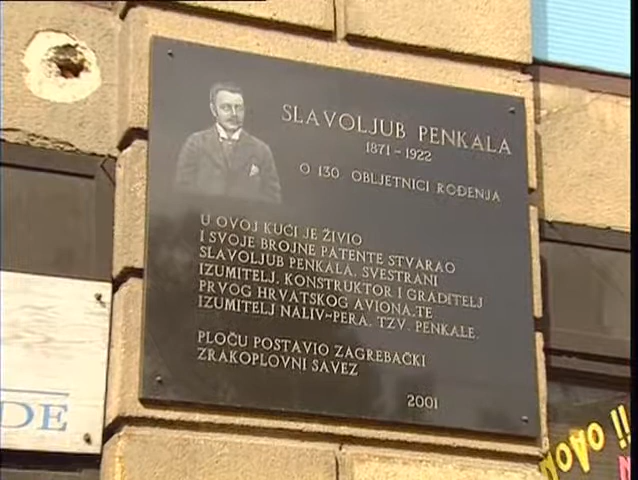 SLAVOLJUB PENKALA
1871 - 1922
O 130. OBLJETNICI ROĐENJA
U OVOJ KUĆI JE ŽIVIO
I SVOJE BROJNE PATENTE STVARAO
SLAVOLJUB PENKALA, SVESTRANI
IZUMITELJ, KONSTRUKTOR I GRADITELJ
PRVOG HRVATSKOG AVIONA,TE
IZUMITELJ NALIV~PERA, TZV. PENKALE.
PLOČU POSTAVIO ZAGREBAČKI
ZRAKOPLOVNI SAVEZ
2001
DE